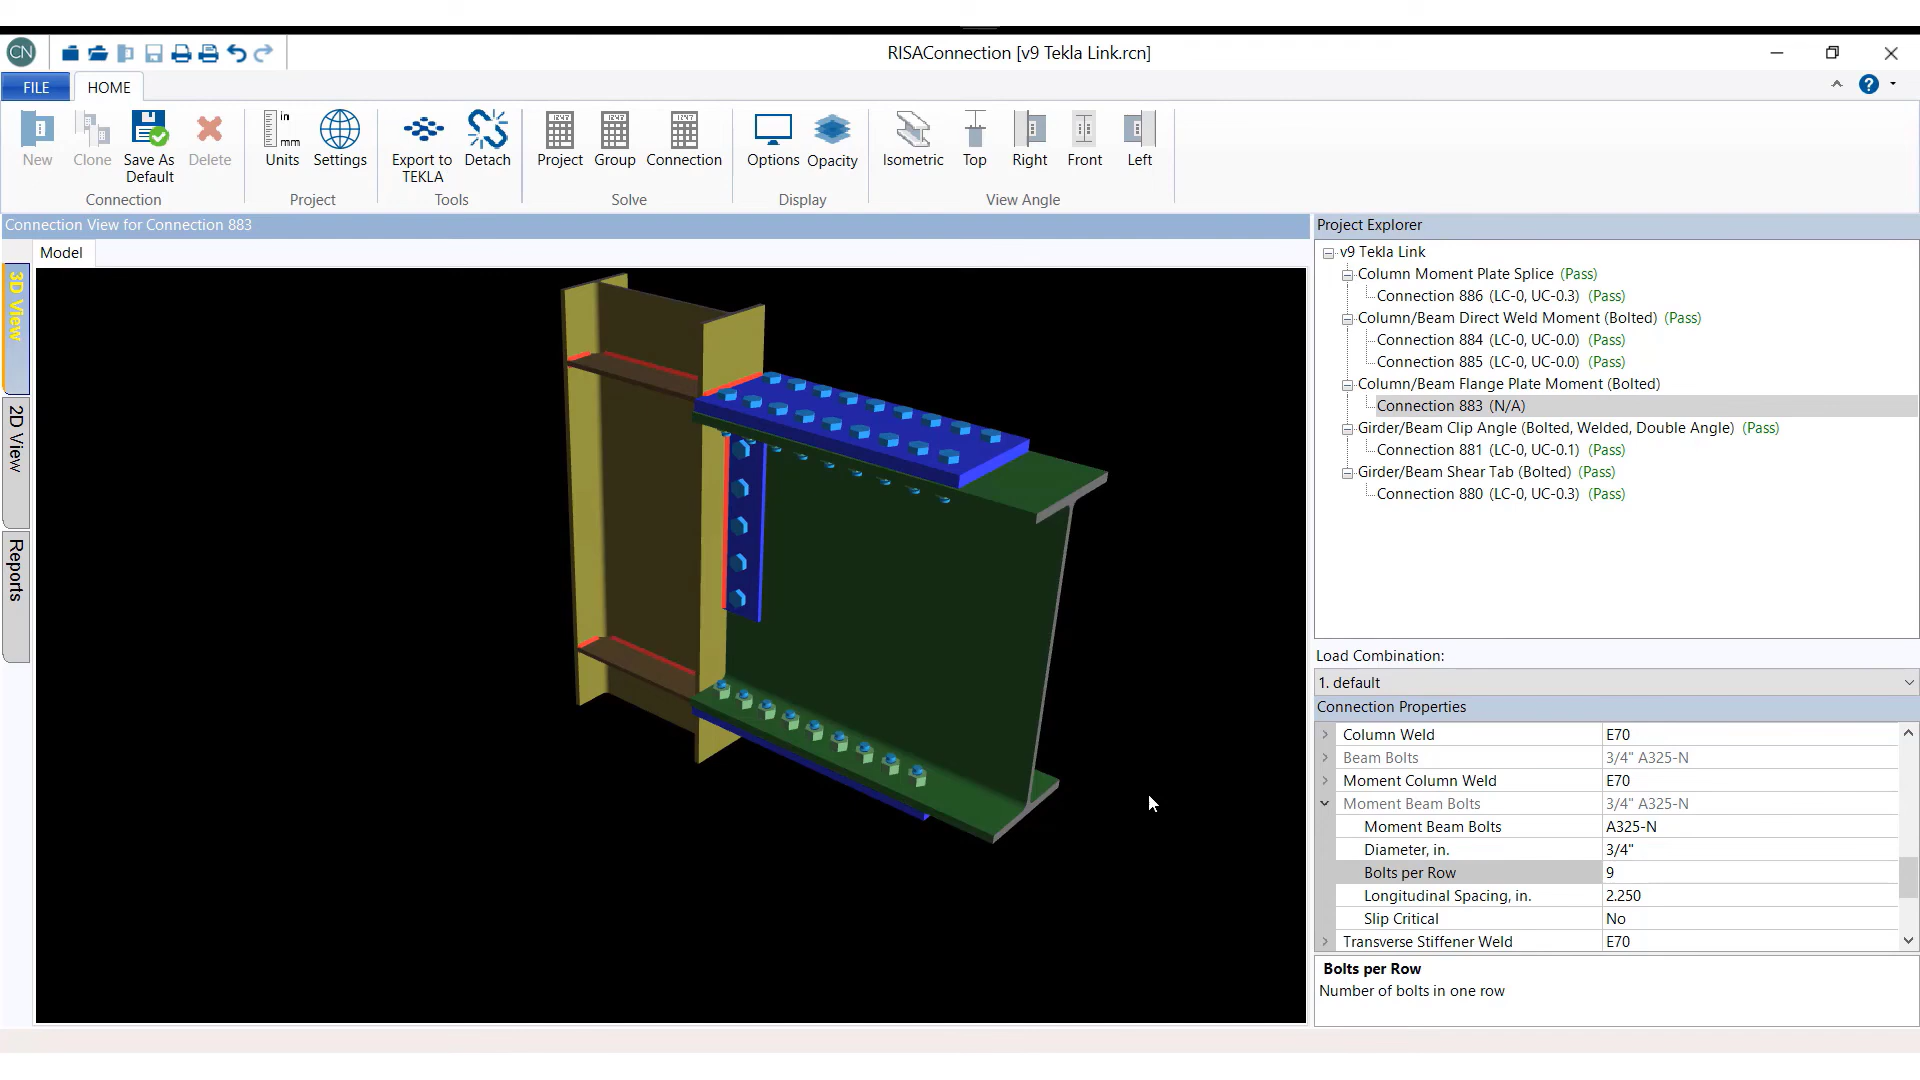 CN
RISAConnection [v9 Tekla Link.rcn]
FILE
HOME
?
in
mm
1247
1247
1247
New
Clone
Save As
Default
Delete
Units
Settings
Export to
TEKLA
Detach
Project
Group
Connection
Options
Opacity
Isometric
Top
Right
Front
Left
Connection
Project
Tools
Solve
Display
View Angle
Connection View for Connection 883
Model
3D View
2D View
Reports
Project Explorer
v9 Tekla Link
Column Moment Plate Splice (Pass)
Connection 886 (LC-0, UC-0.3) (Pass)
Column/Beam Direct Weld Moment (Bolted) (Pass)
Connection 884 (LC-0, UC-0.0) (Pass)
Connection 885 (LC-0, UC-0.0) (Pass)
Column/Beam Flange Plate Moment (Bolted)
Connection 883 (N/A)
Girder/Beam Clip Angle (Bolted, Welded, Double Angle) (Pass)
Connection 881 (LC-0, UC-0.1) (Pass)
Girder/Beam Shear Tab (Bolted) (Pass)
Connection 880 (LC-0, UC-0.3) (Pass)
Load Combination:
1. default
Connection Properties
Column Weld E70
Beam Bolts 3/4" A325-N
Moment Column Weld E70
Moment Beam Bolts 3/4" A325-N
Moment Beam Bolts A325-N
Diameter, in. 3/4"
Bolts per Row 9
Longitudinal Spacing, in. 2.250
Slip Critical No
Transverse Stiffener Weld E70
Bolts per Row
Number of bolts in one row